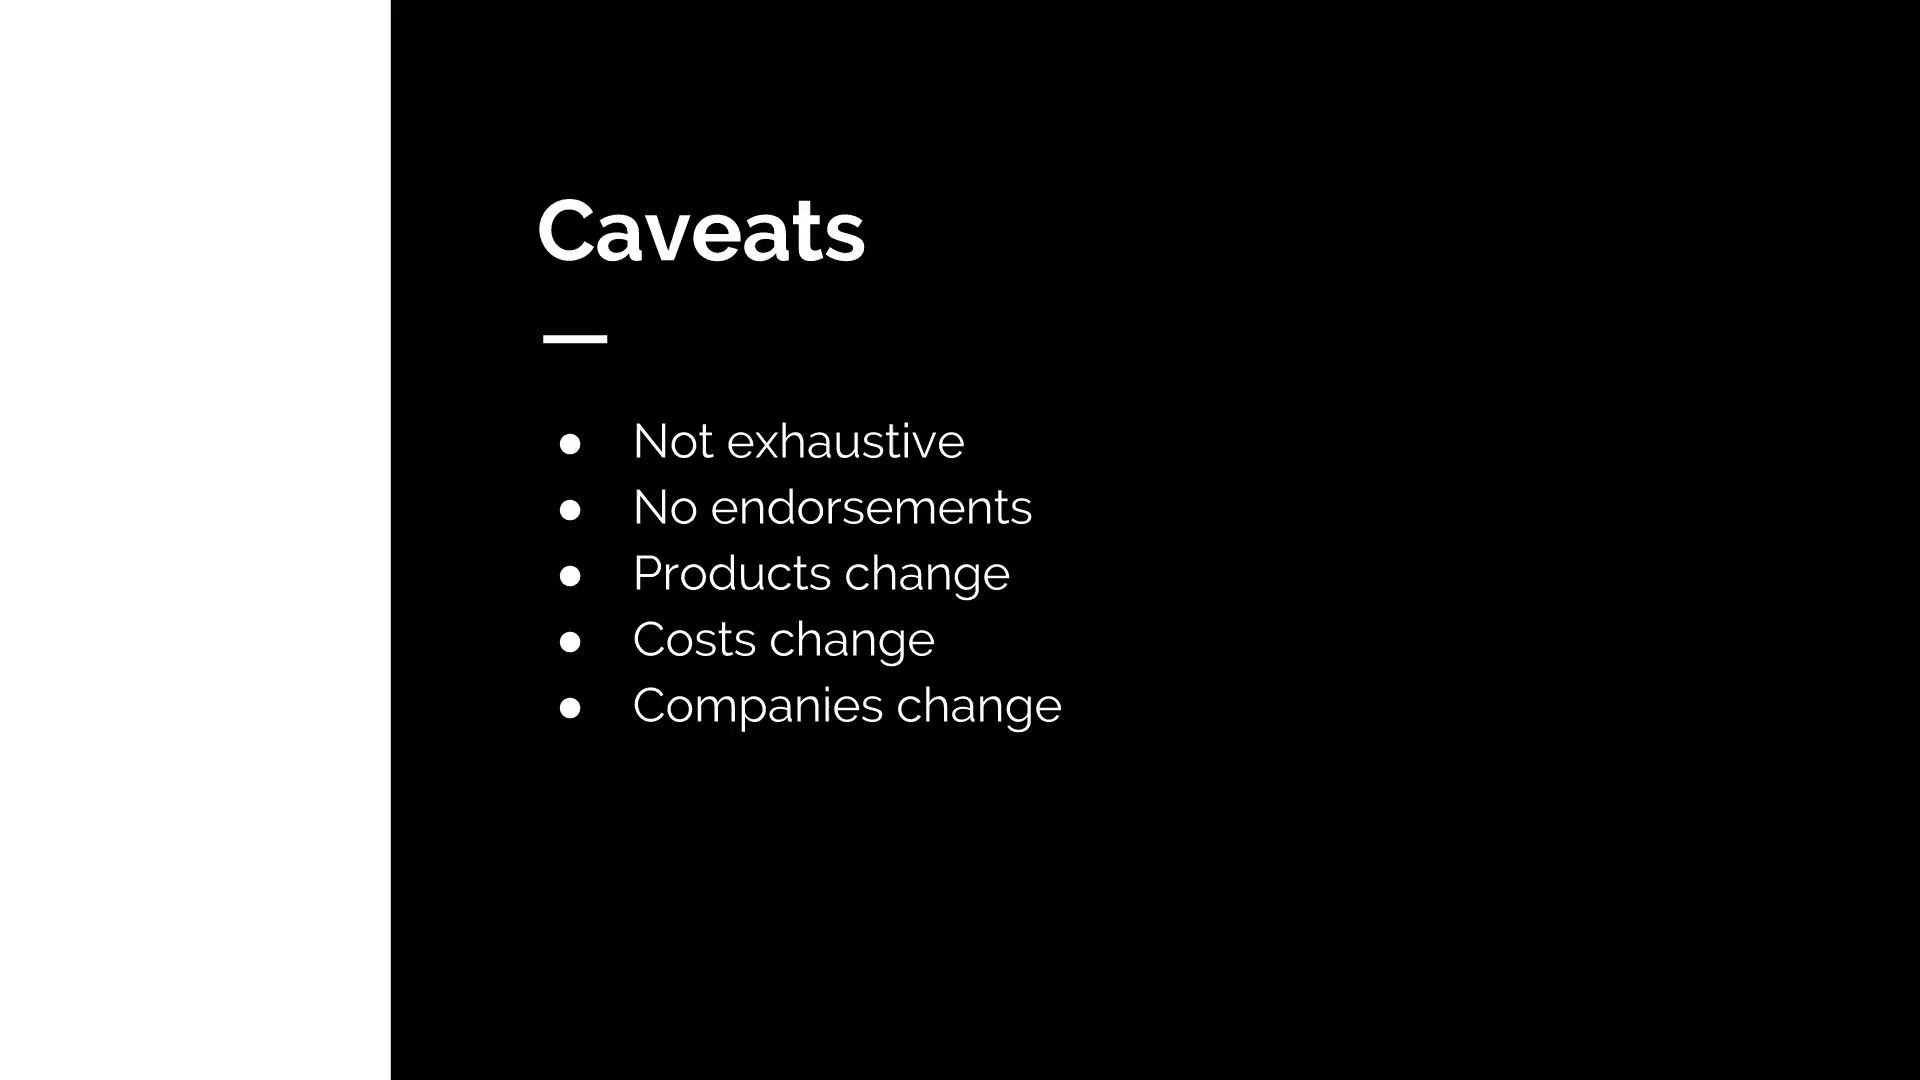 Caveats
● Not exhaustive
● No endorsements
● Products change
● Costs change
● Companies change